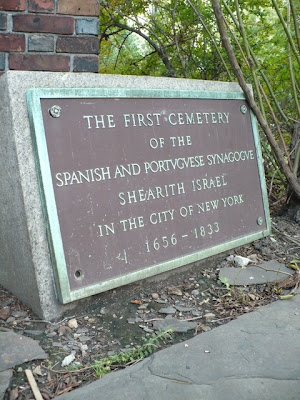 THE FIRST CEMETERY
OF THE
SPANISH AND PORTVGVESE SYNAGOGVE
SHEARITH ISRAEL
IN THE CITY OF NEW YORK
1656 - 1833